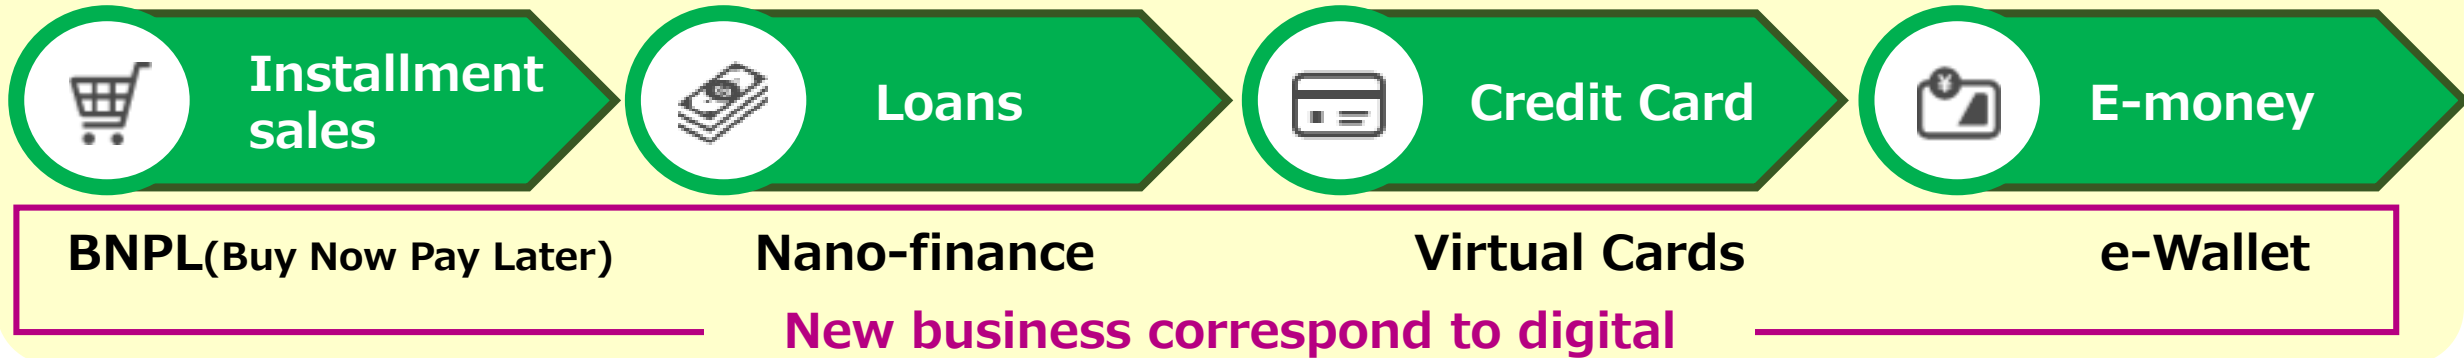 Installment
sales
Loans
Credit Card
E-money
BNPL(Buy Now Pay Later)
Nano-finance
Virtual Cards
e-Wallet
New business correspond to digital